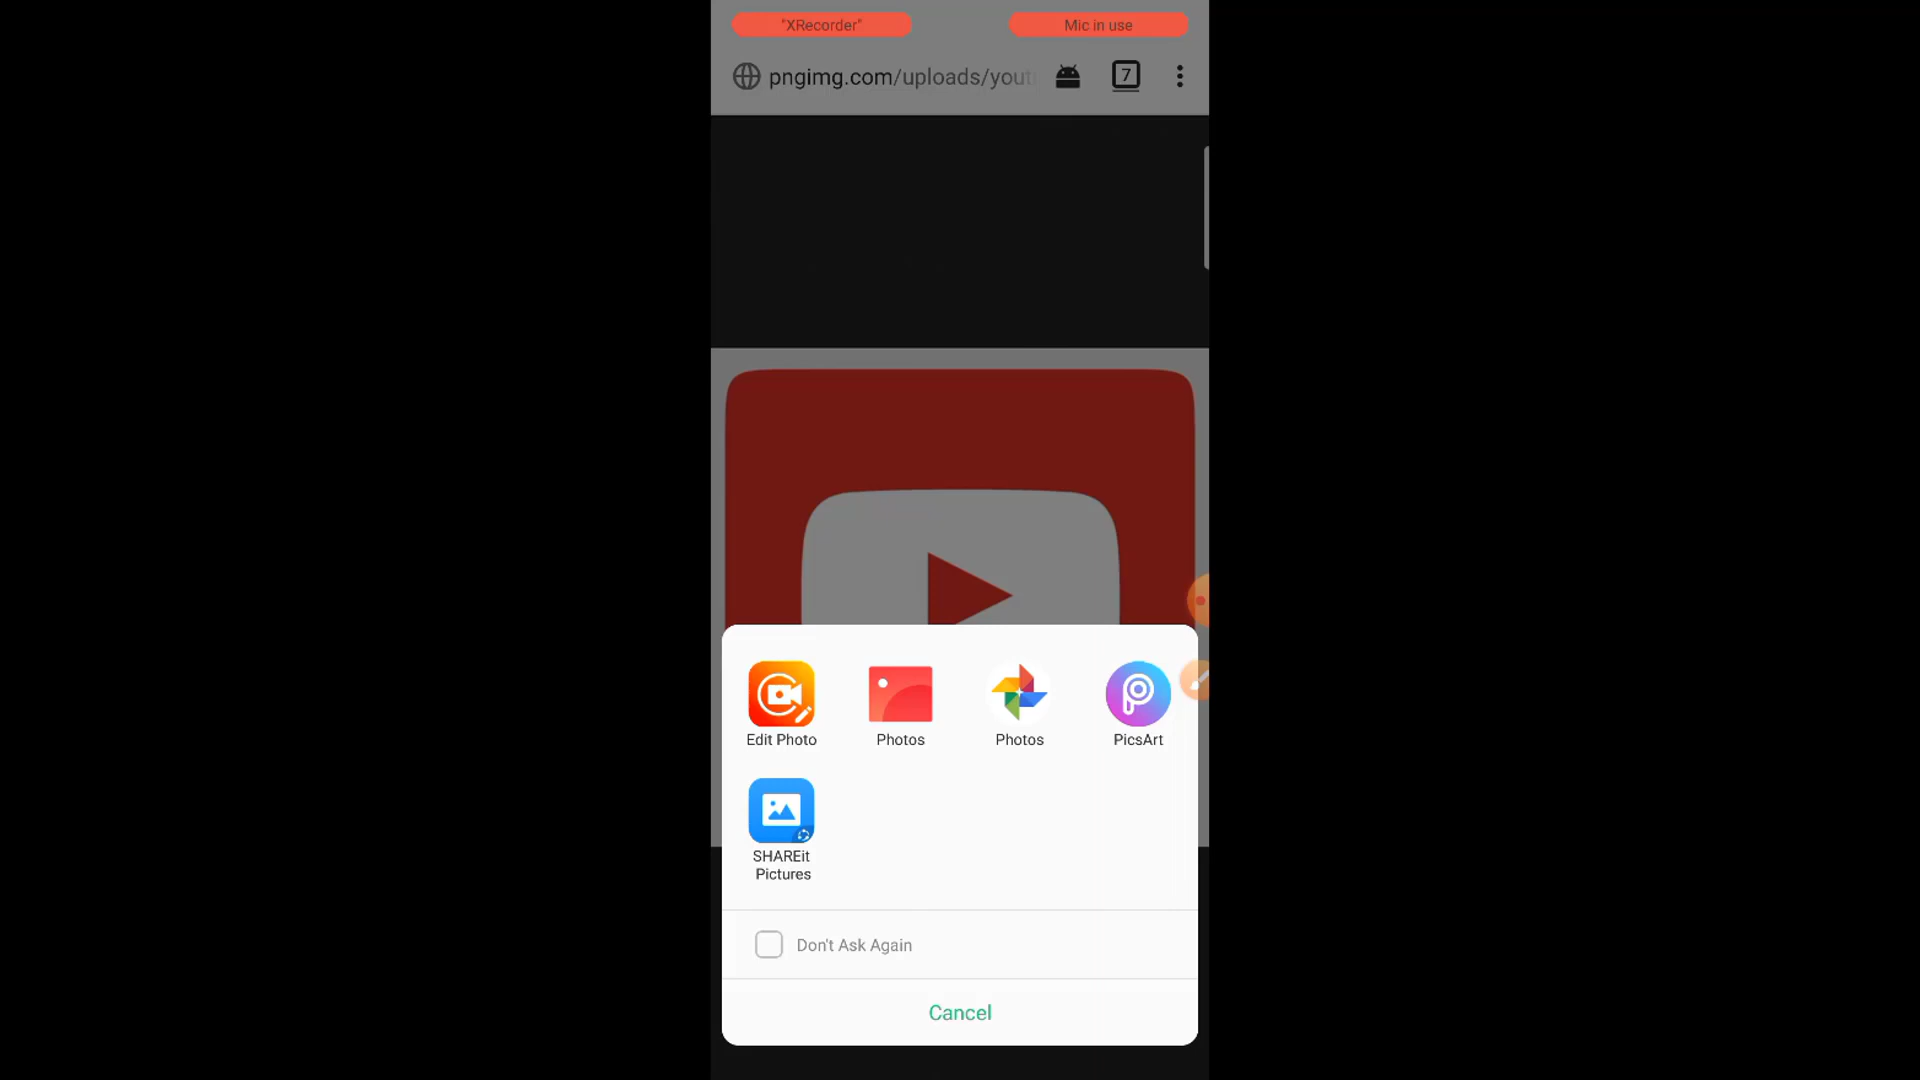 "XRecorder"
Mic in use
pngimg.com/uploads/yout
7
Edit Photo
Photos
Photos
PicsArt
SHAREit
Pictures
Don't Ask Again
Cancel